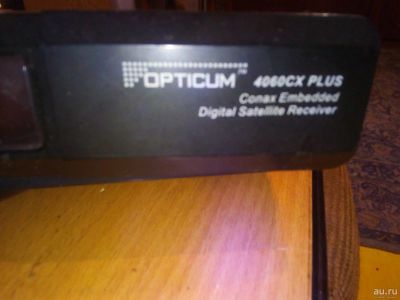 OPTICUM™ 4060CX PLUS
Conax Embedded
Digital Satellite Receiver
au.ru